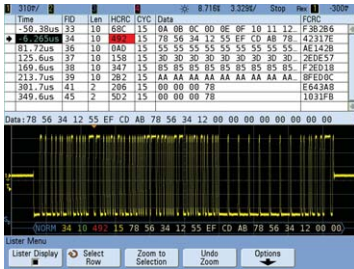 310V/ 8.716% 3.329%/ Stop Flex -300%
Time FID Len HCRC CYC Data FCRC
-50.38us 33 10 68C 15 0A 0B 0C 0D 0E 0F 10 11 12.. F3B2B6
-6.265us 34 10 492 15 78 56 34 12 55 EF CD AB 78.. 42317E
81.72us 36 10 0AD 15 55 55 55 55 55 55 55 55 55.. AE142B
125.6us 37 10 158 15 3D 3D 3D 3D 3D 3D 3D 3D 3D.. 2EDE57
169.6us 38 10 347 15 85 85 85 85 85 85 85 85 85.. F2ED18
213.7us 39 10 2B2 15 AA AA AA AA AA AA AA AA AA.. 8FED0C
301.7us 41 2 206 15 00 00 00 78 E643A8
349.6us 45 2 5D2 15 00 00 00 78 1031FB
Data:78 56 34 12 55 EF CD AB 78 56 34 12 00 00 00 00 00 00 00 00
NORM 34 10 492 15 78 56 34 12 55 EF CD AB 78 56 34 12 00
Lister Menu
Lister Display Select Row Zoom to Selection Undo Zoom Options